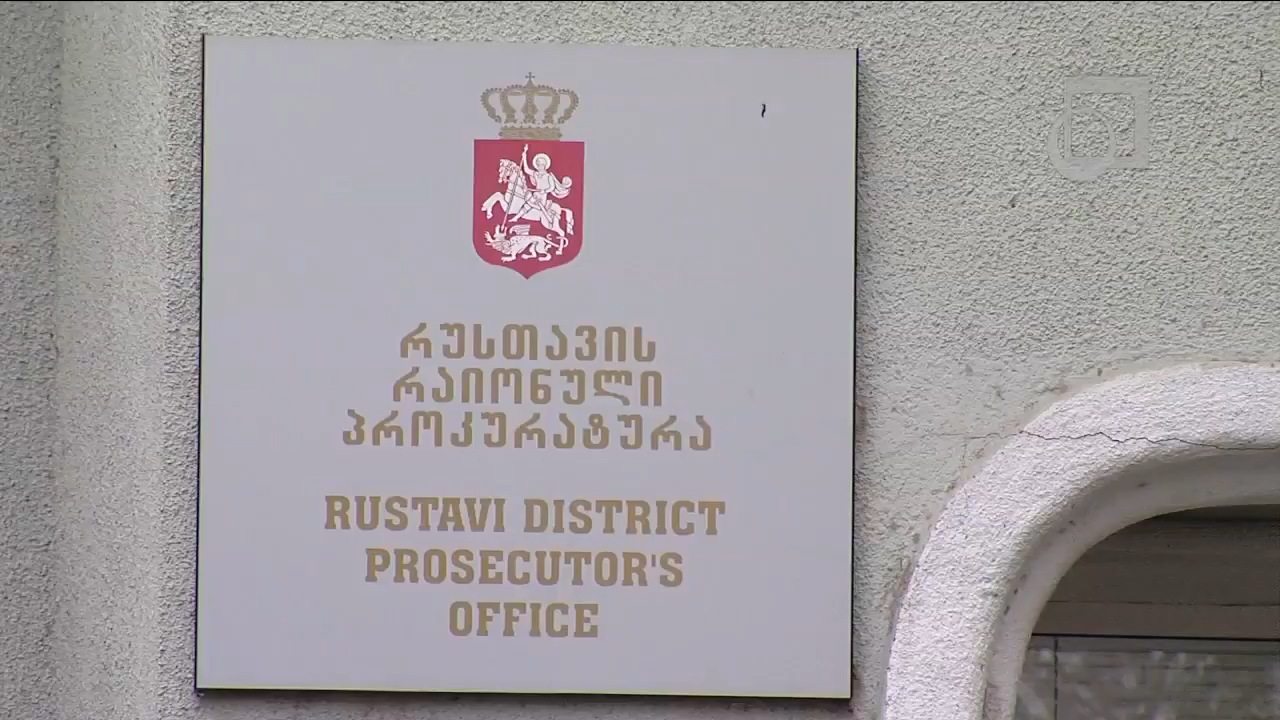 რუსთავის
რაიონული
პროკურატურა
RUSTAVI DISTRICT
PROSECUTOR'S
OFFICE